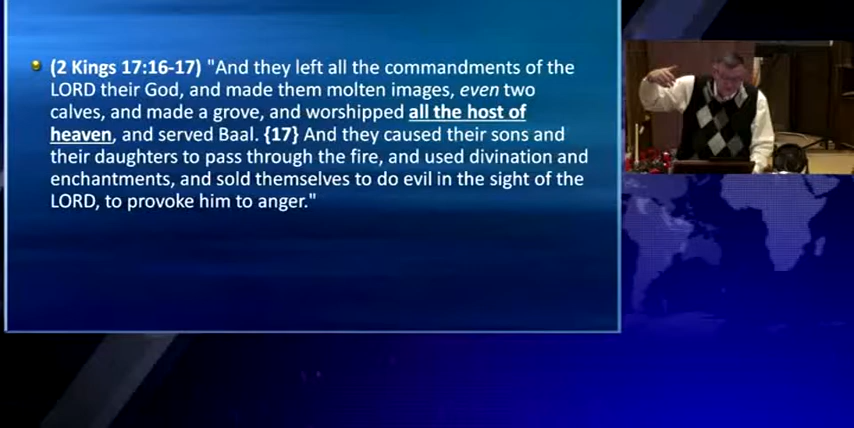 (2 Kings 17:16-17) "And they left all the commandments of the
LORD their God, and made them molten images, even two
calves, and made a grove, and worshipped all the host of
heaven, and served Baal. {17} And they caused their sons and
their daughters to pass through the fire, and used divination and
enchantments, and sold themselves to do evil in the sight of the
LORD, to provoke him to anger."